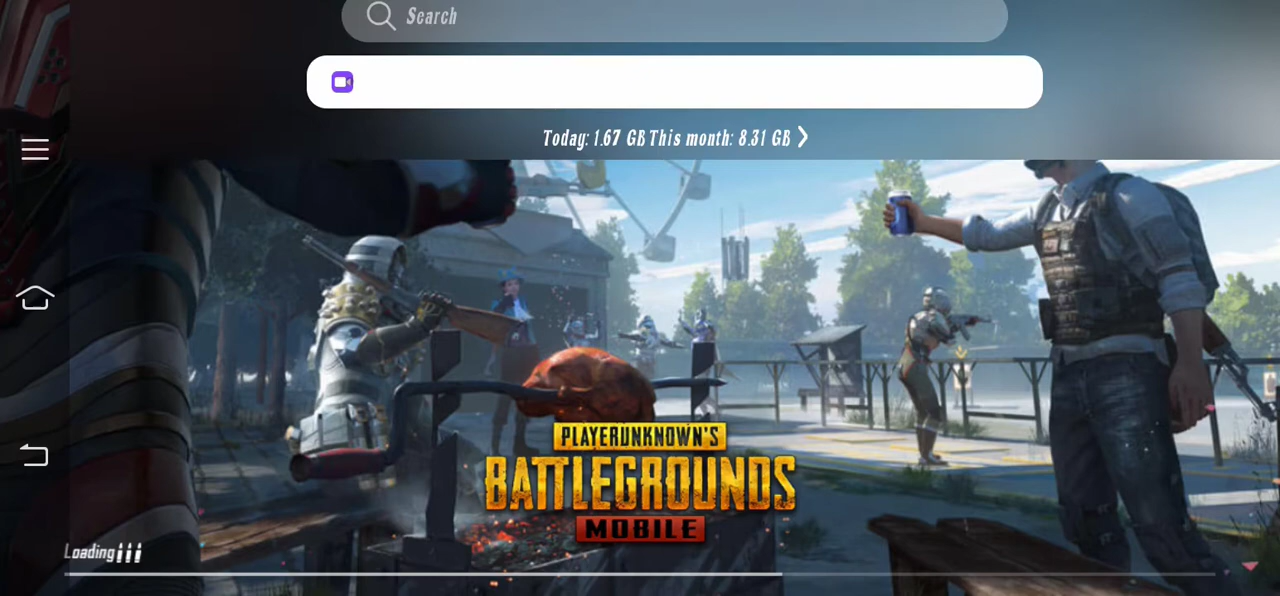 Search
Today: 1.67 GB This month: 8.31 GB
PLAYERUNKNOWN'S
BATTLEGROUNDS
MOBILE
Loading...